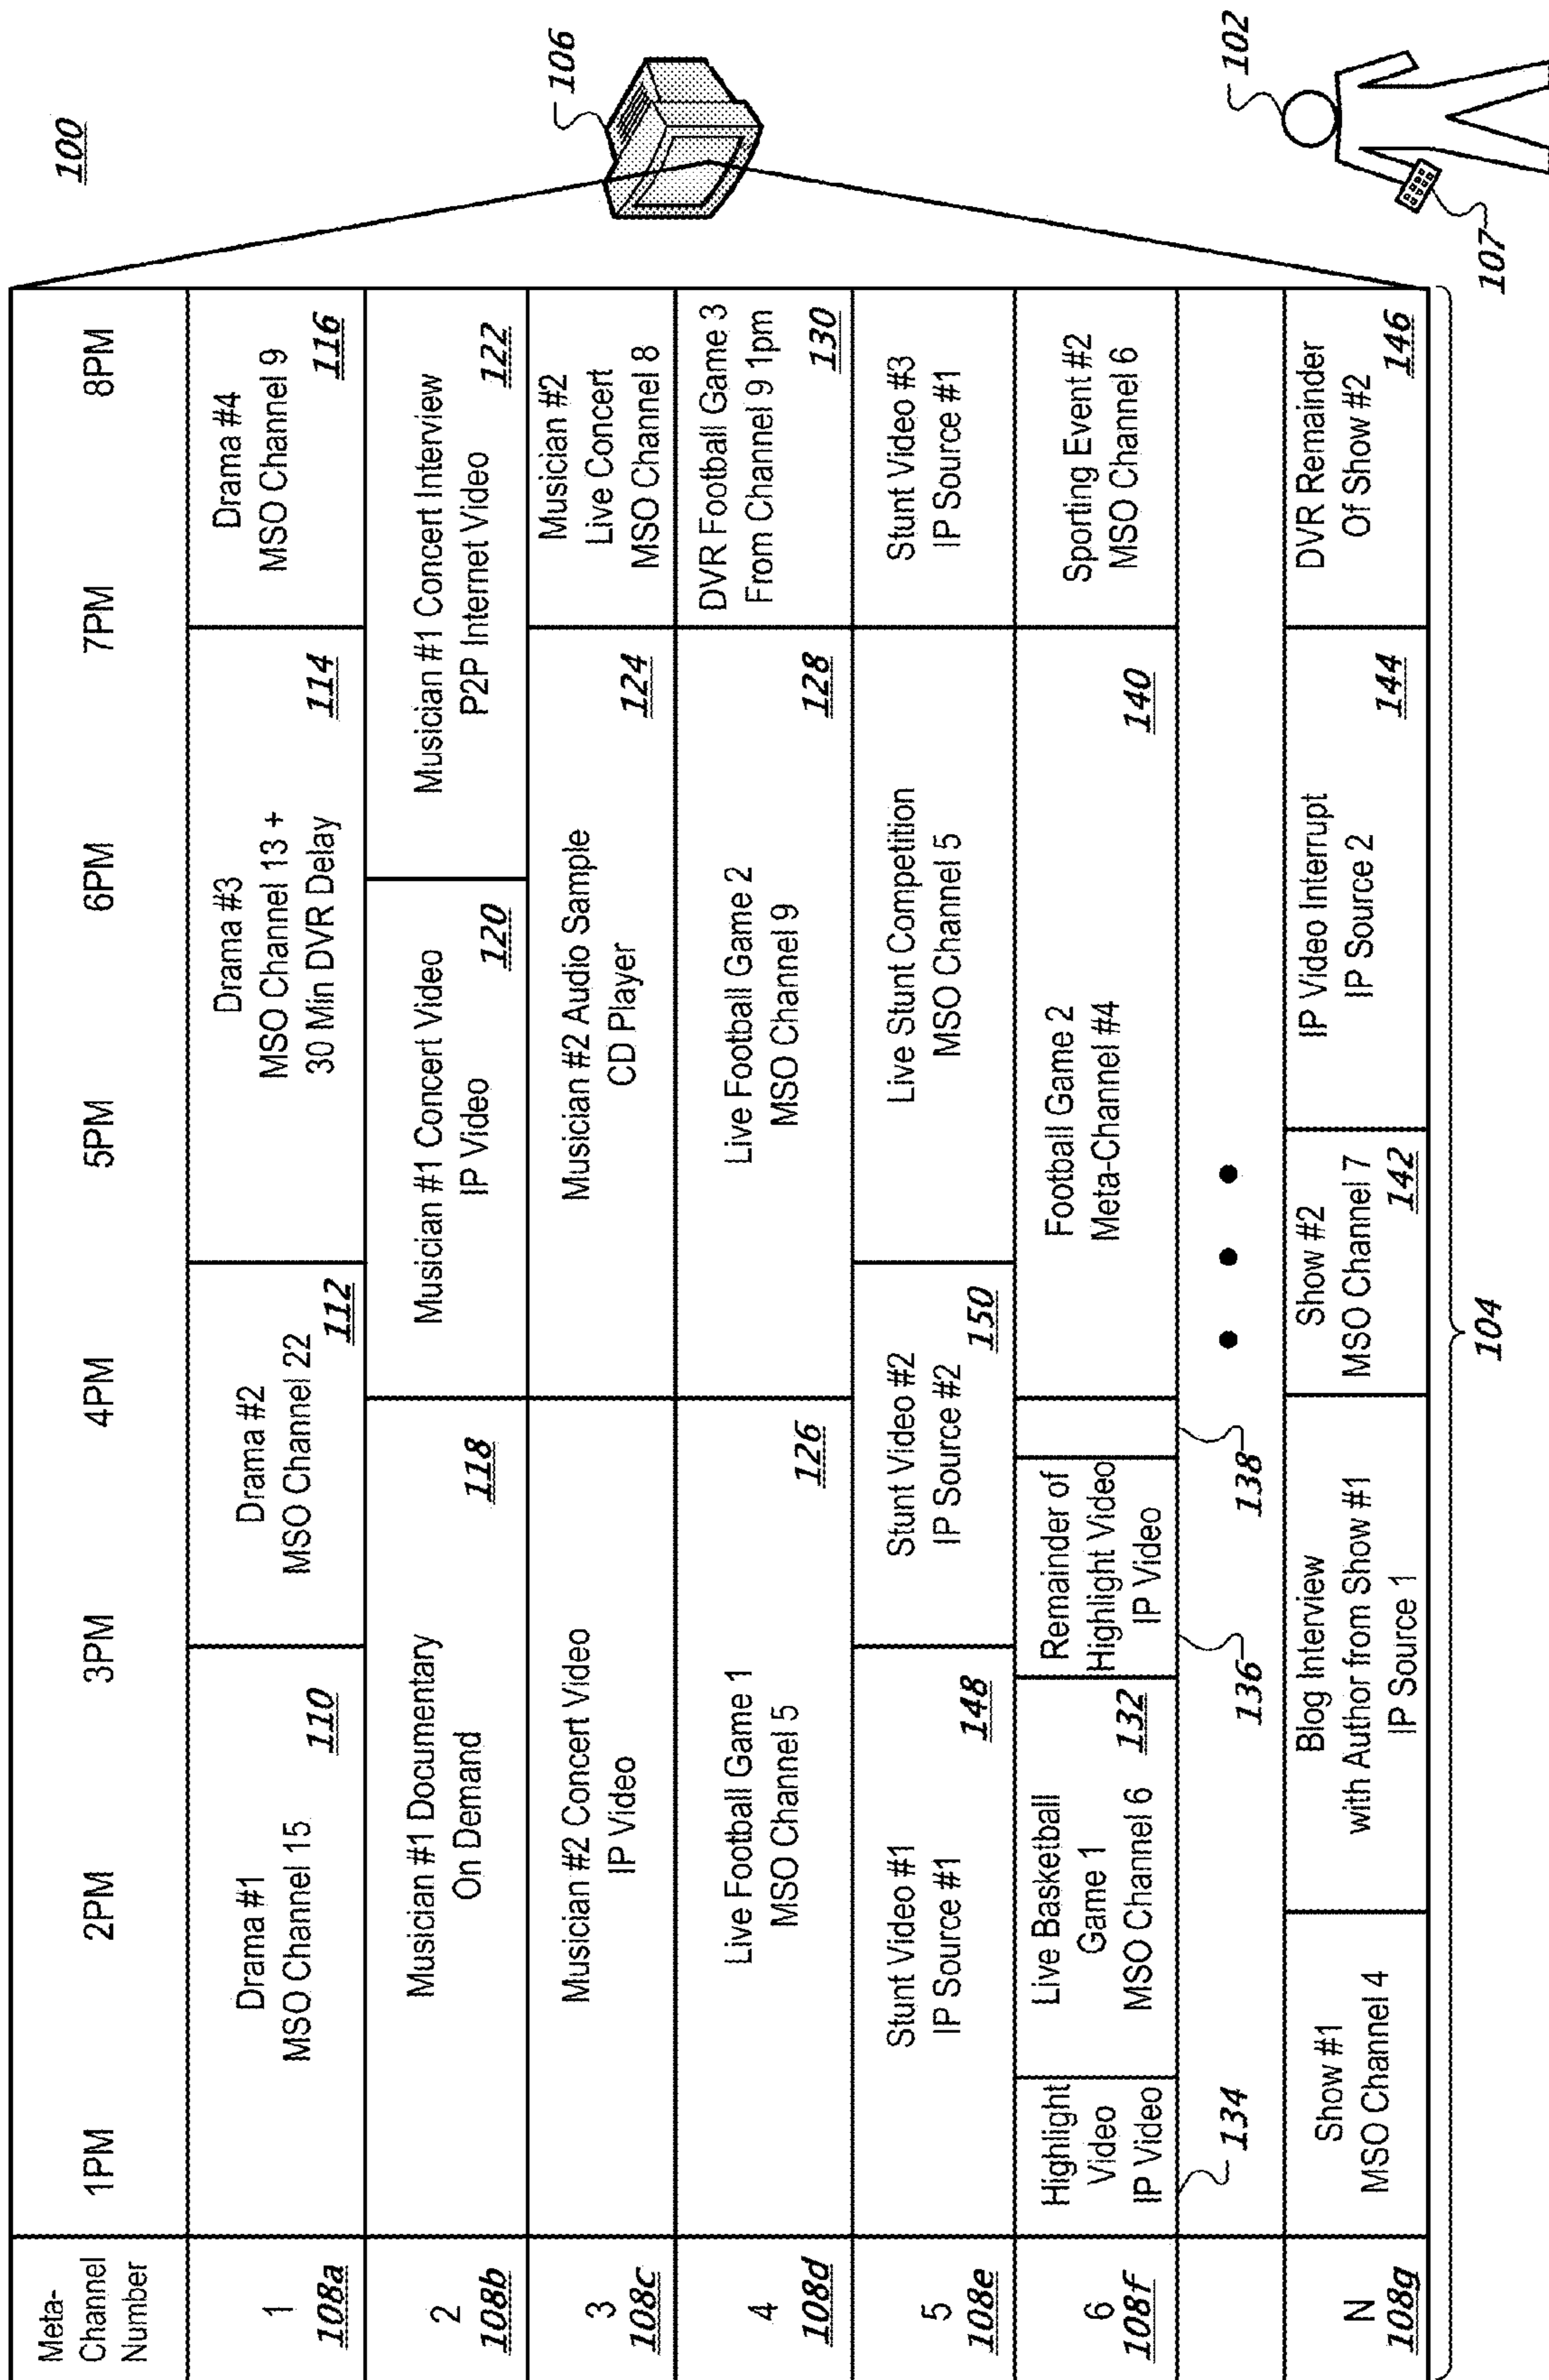 100
Meta-
Channel
Number
1PM
2PM
3PM
4PM
5PM
6PM
7PM
8PM
106
1
108a
Drama #1
MSO Channel 15
110
Drama #2
MSO Channel 22
112
Drama #3
MSO Channel 13 +
30 Min DVR Delay
114
Drama #4
MSO Channel 9
116
2
108b
Musician #1 Documentary
On Demand
118
Musician #1 Concert Video
IP Video
120
Musician #1 Concert Interview
P2P Internet Video
122
3
108c
Musician #2 Concert Video
IP Video
Musician #2 Audio Sample
CD Player
124
Musician #2
Live Concert
MSO Channel 8
4
108d
Live Football Game 1
MSO Channel 5
126
Live Football Game 2
MSO Channel 9
128
DVR Football Game 3
From Channel 9 1pm
130
5
108e
Stunt Video #1
IP Source #1
148
Stunt Video #2
IP Source #2
150
Live Stunt Competition
MSO Channel 5
Stunt Video #3
IP Source #1
6
108f
Highlight
Video
IP Video
134
Live Basketball
Game 1
MSO Channel 6
132
Remainder of
Highlight Video
IP Video
136
138
Football Game 2
Meta-Channel #4
140
Sporting Event #2
MSO Channel 6
N
108g
Show #1
MSO Channel 4
Blog Interview
with Author from Show #1
IP Source 1
Show #2
MSO Channel 7
142
IP Video Interrupt
IP Source 2
144
DVR Remainder
Of Show #2
146
102
107
104